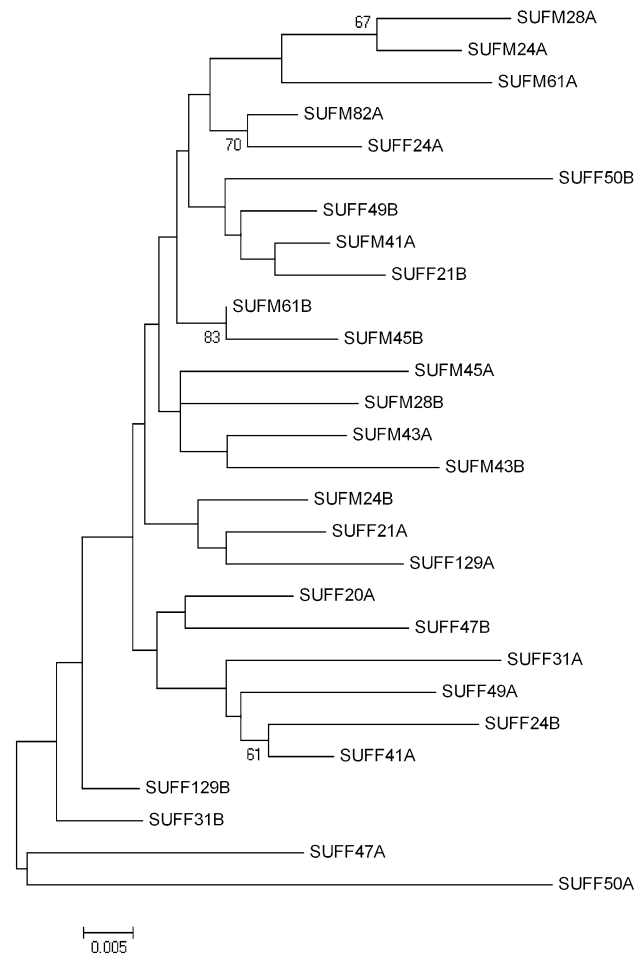 67
SUFM28A
SUFM24A
SUFM61A
SUFM82A
70
SUFF24A
SUFF50B
SUFF49B
SUFM41A
SUFF21B
SUFM61B
83
SUFM45B
SUFM45A
SUFM28B
SUFM43A
SUFM43B
SUFM24B
SUFF21A
SUFF129A
SUFF20A
SUFF47B
SUFF31A
SUFF49A
SUFF24B
61
SUFF41A
SUFF129B
SUFF31B
SUFF47A
SUFF50A
0.005